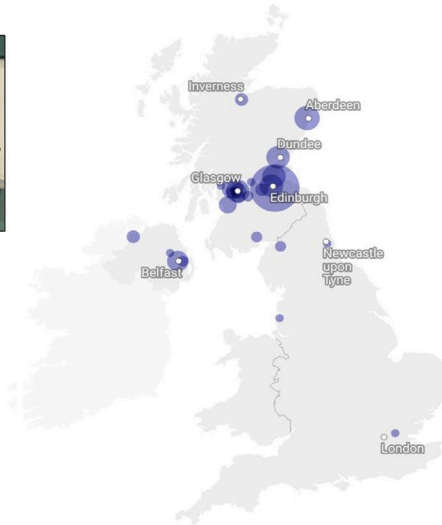 Inverness
Aberdeen
Dundee
Glasgow
Edinburgh
Newcastle
upon
Tyne
Belfast
London